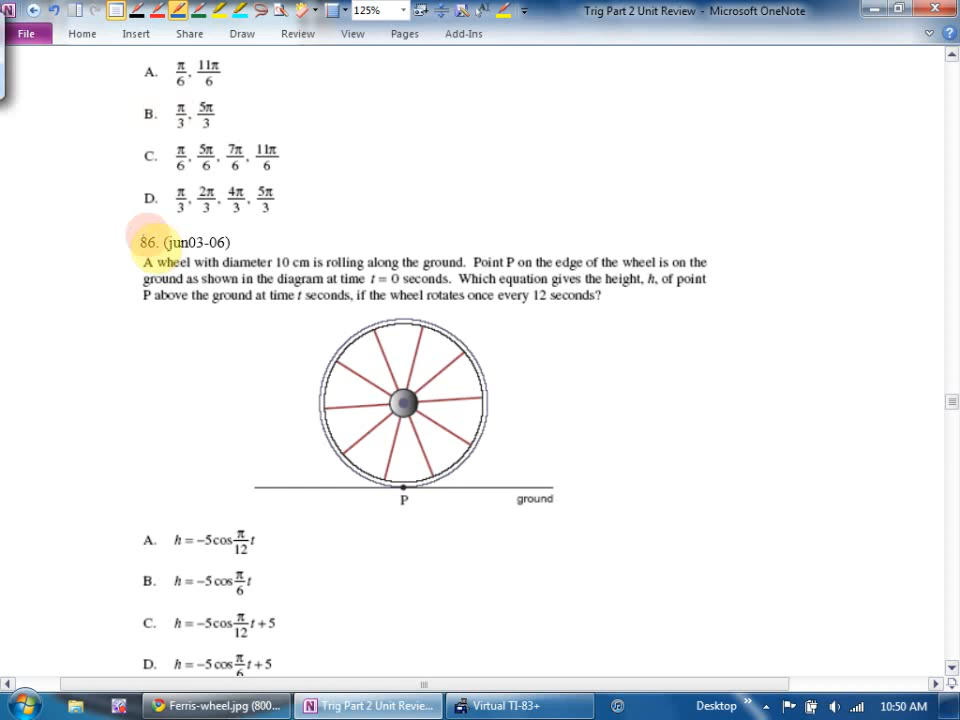 125%
Trig Part 2 Unit Review - Microsoft OneNote
File Home Insert Share Draw Review View Pages Add-Ins
A. π/6, 11π/6
B. π/3, 5π/3
C. π/6, 5π/6, 7π/6, 11π/6
D. π/3, 2π/3, 4π/3, 5π/3
86. (jun03-06)
A wheel with diameter 10 cm is rolling along the ground. Point P on the edge of the wheel is on the
ground as shown in the diagram at time t = 0 seconds. Which equation gives the height, h, of point
P above the ground at time t seconds, if the wheel rotates once every 12 seconds?
P
ground
A. h = −5cos π/12 t
B. h = −5cos π/6 t
C. h = −5cos π/12 t + 5
D. h = −5cos π/6 t + 5
Ferris-wheel.jpg (800... Trig Part 2 Unit Revie... Virtual TI-83+ Desktop » 10:50 AM